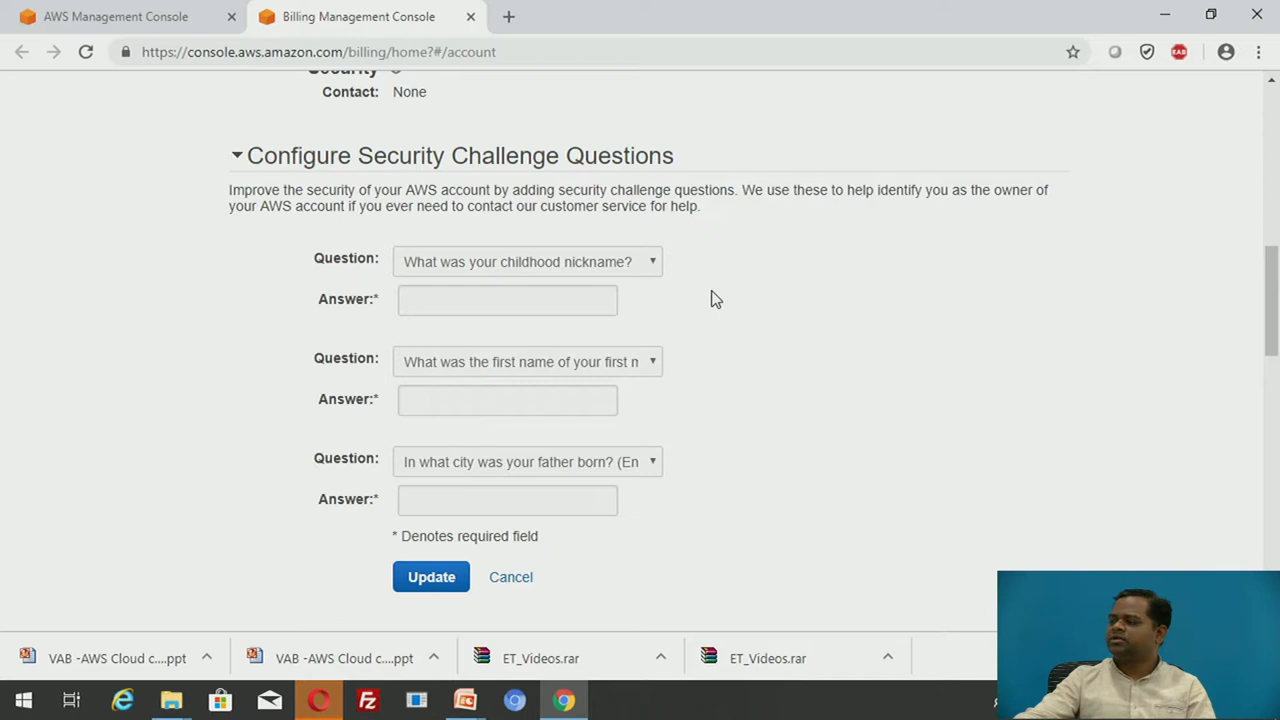 AWS Management Console
Billing Management Console
https://console.aws.amazon.com/billing/home?#/account
EAB
Security
Contact: None
Configure Security Challenge Questions
Improve the security of your AWS account by adding security challenge questions. We use these to help identify you as the owner of
your AWS account if you ever need to contact our customer service for help.
Question: What was your childhood nickname?
Answer:*
Question: What was the first name of your first n
Answer:*
Question: In what city was your father born? (En
Answer:*
* Denotes required field
Update Cancel
VAB -AWS Cloud c....ppt VAB -AWS Cloud c....ppt ET_Videos.rar ET_Videos.rar